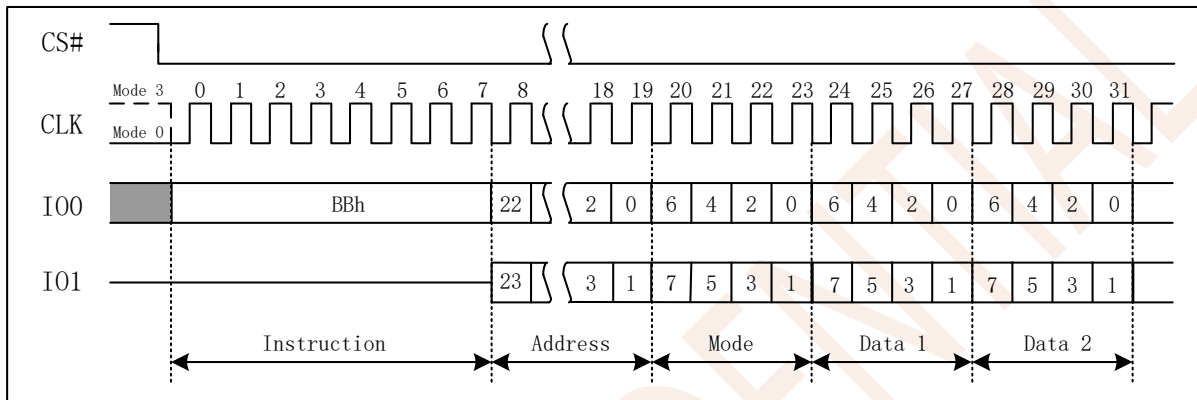 CS#
Mode 3 0 1 2 3 4 5 6 7 8 18 19 20 21 22 23 24 25 26 27 28 29 30 31
CLK
Mode 0
IO0 BBh 22 2 0 6 4 2 0 6 4 2 0 6 4 2 0
IO1 23 3 1 7 5 3 1 7 5 3 1 7 5 3 1
Instruction Address Mode Data 1 Data 2